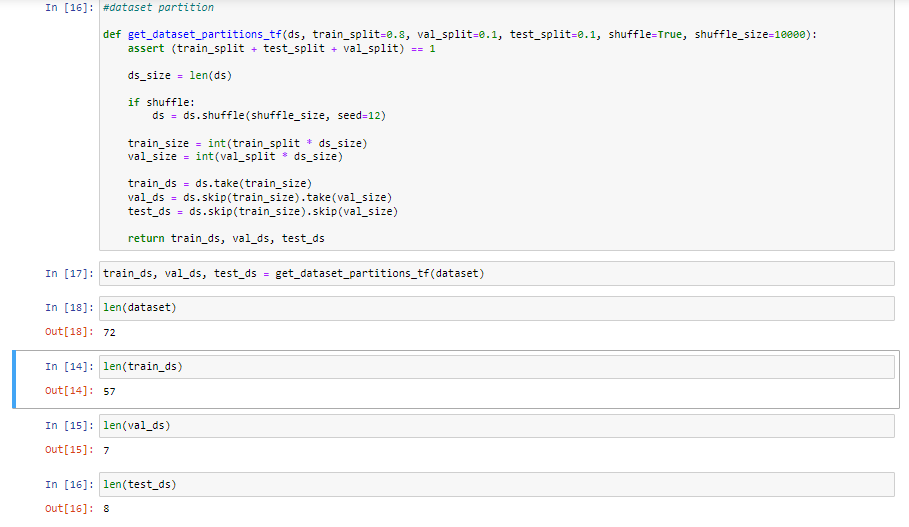 In [16]: #dataset partition
def get_dataset_partitions_tf(ds, train_split=0.8, val_split=0.1, test_split=0.1, shuffle=True, shuffle_size=10000):
    assert (train_split + test_split + val_split) == 1
    ds_size = len(ds)
    if shuffle:
        ds = ds.shuffle(shuffle_size, seed=12)
    train_size = int(train_split * ds_size)
    val_size = int(val_split * ds_size)
    train_ds = ds.take(train_size)
    val_ds = ds.skip(train_size).take(val_size)
    test_ds = ds.skip(train_size).skip(val_size)
    return train_ds, val_ds, test_ds
In [17]: train_ds, val_ds, test_ds = get_dataset_partitions_tf(dataset)
In [18]: len(dataset)
Out[18]: 72
In [14]: len(train_ds)
Out[14]: 57
In [15]: len(val_ds)
Out[15]: 7
In [16]: len(test_ds)
Out[16]: 8